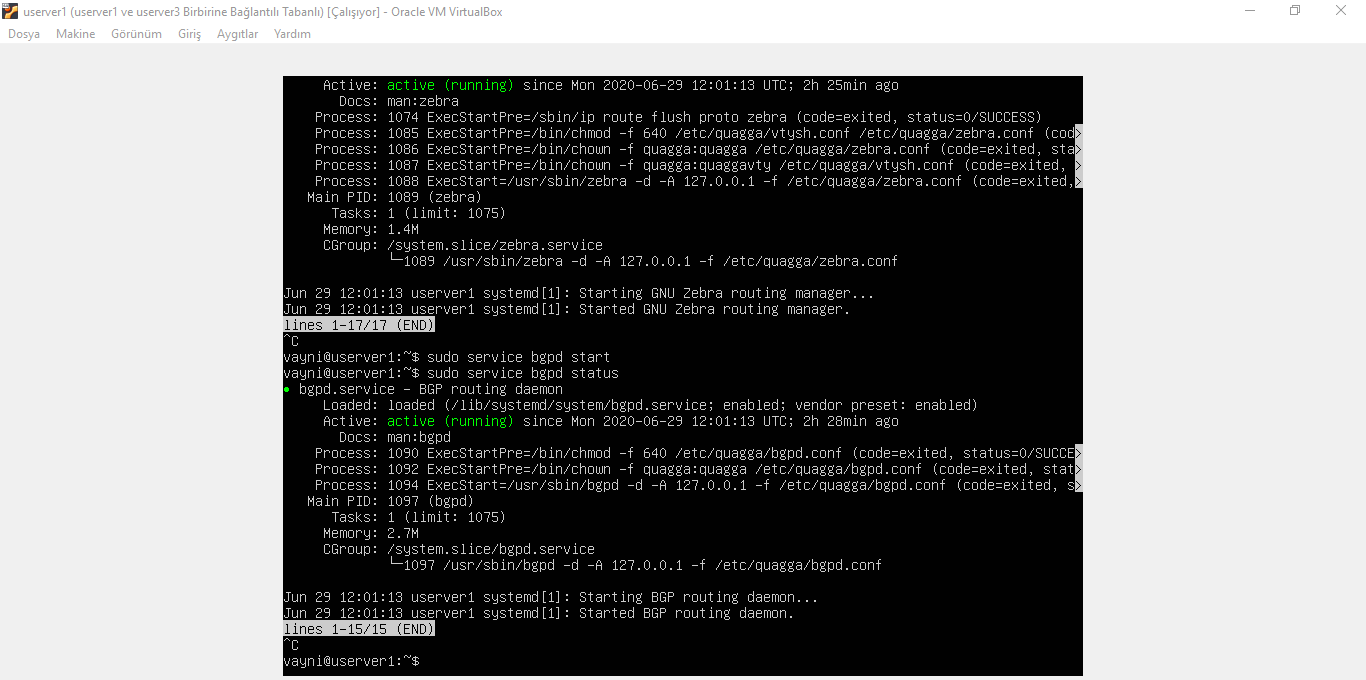 userver1 (userver1 ve userver3 Birbirine Bağlantılı Tabanlı) [Çalışıyor] - Oracle VM VirtualBox
Dosya Makine Görünüm Giriş Aygıtlar Yardım
Active: active (running) since Mon 2020-06-29 12:01:13 UTC; 2h 25min ago
Docs: man:zebra
Process: 1074 ExecStartPre=/sbin/ip route flush proto zebra (code=exited, status=0/SUCCESS)
Process: 1085 ExecStartPre=/bin/chmod -f 640 /etc/quagga/vtysh.conf /etc/quagga/zebra.conf (cod>
Process: 1086 ExecStartPre=/bin/chown -f quagga:quagga /etc/quagga/zebra.conf (code=exited, sta>
Process: 1087 ExecStartPre=/bin/chown -f quagga:quaggavty /etc/quagga/vtysh.conf (code=exited, >
Process: 1088 ExecStart=/usr/sbin/zebra -d -A 127.0.0.1 -f /etc/quagga/zebra.conf (code=exited,>
Main PID: 1089 (zebra)
Tasks: 1 (limit: 1075)
Memory: 1.4M
CGroup: /system.slice/zebra.service
└─1089 /usr/sbin/zebra -d -A 127.0.0.1 -f /etc/quagga/zebra.conf
Jun 29 12:01:13 userver1 systemd[1]: Starting GNU Zebra routing manager...
Jun 29 12:01:13 userver1 systemd[1]: Started GNU Zebra routing manager.
lines 1-17/17 (END)
^C
vayni@userver1:~$ sudo service bgpd start
vayni@userver1:~$ sudo service bgpd status
● bgpd.service - BGP routing daemon
Loaded: loaded (/lib/systemd/system/bgpd.service; enabled; vendor preset: enabled)
Active: active (running) since Mon 2020-06-29 12:01:13 UTC; 2h 28min ago
Docs: man:bgpd
Process: 1090 ExecStartPre=/bin/chmod -f 640 /etc/quagga/bgpd.conf (code=exited, status=0/SUCCE>
Process: 1092 ExecStartPre=/bin/chown -f quagga:quagga /etc/quagga/bgpd.conf (code=exited, stat>
Process: 1094 ExecStart=/usr/sbin/bgpd -d -A 127.0.0.1 -f /etc/quagga/bgpd.conf (code=exited, s>
Main PID: 1097 (bgpd)
Tasks: 1 (limit: 1075)
Memory: 2.7M
CGroup: /system.slice/bgpd.service
└─1097 /usr/sbin/bgpd -d -A 127.0.0.1 -f /etc/quagga/bgpd.conf
Jun 29 12:01:13 userver1 systemd[1]: Starting BGP routing daemon...
Jun 29 12:01:13 userver1 systemd[1]: Started BGP routing daemon.
lines 1-15/15 (END)
^C
vayni@userver1:~$